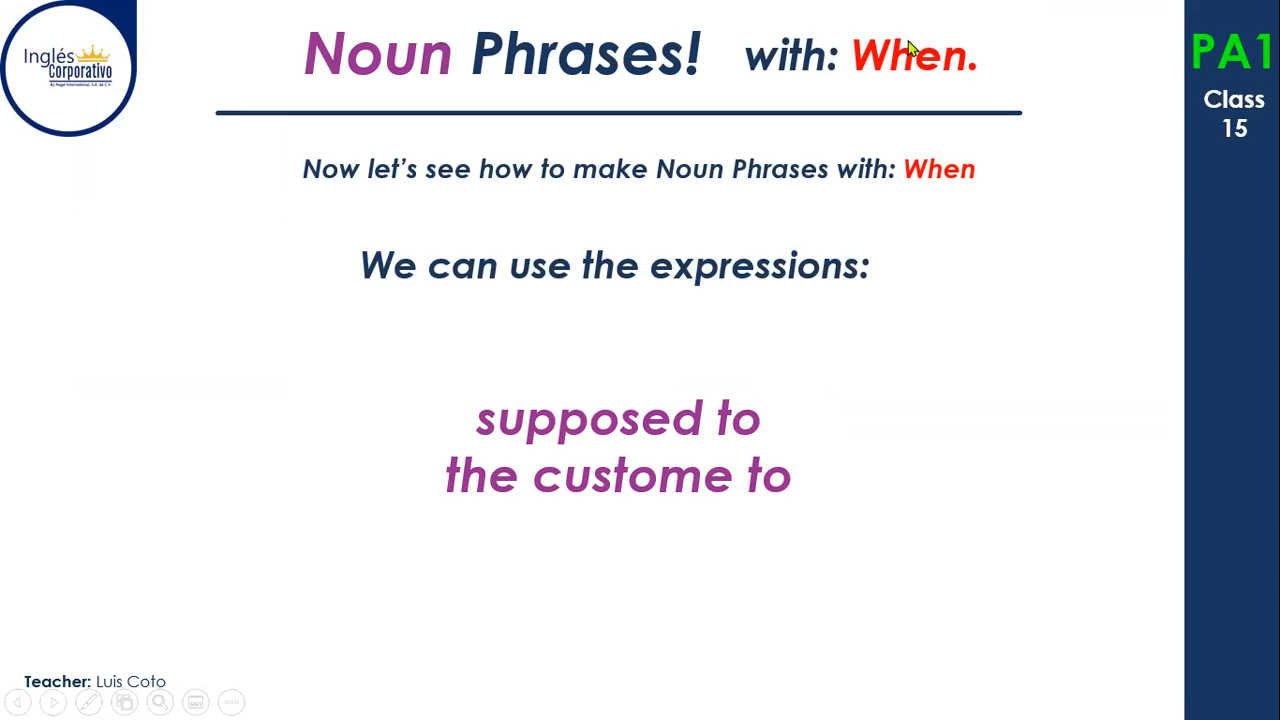 Inglés
Corporativo
By Regal International, S.A. de C.V.
Noun Phrases! with: When.
PA1
Class
15
Now let's see how to make Noun Phrases with: When
We can use the expressions:
supposed to
the custome to
Teacher: Luis Coto